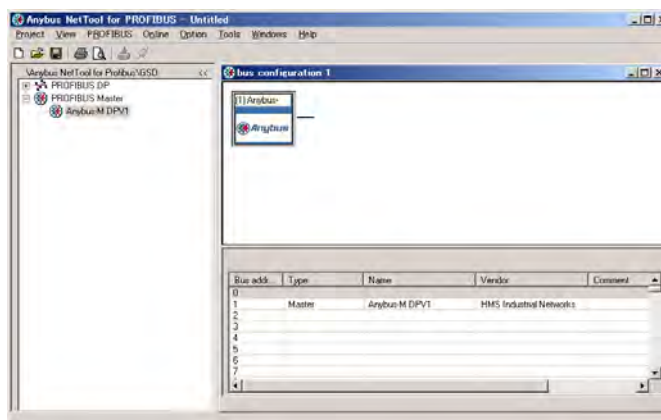 Anybus NetTool for PROFIBUS - Untitled
Project View PROFIBUS Online Option Tools Windows Help
\Anybus NetTool for Profibus\GSD <<
PROFIBUS DP
PROFIBUS Master
Anybus-M DPV1
bus configuration 1
[1] Anybus-
Anybus
Bus addr... Type Name Vendor Comment
0
1 Master Anybus-M DPV1 HMS Industrial Networks
2
3
4
5
6
7